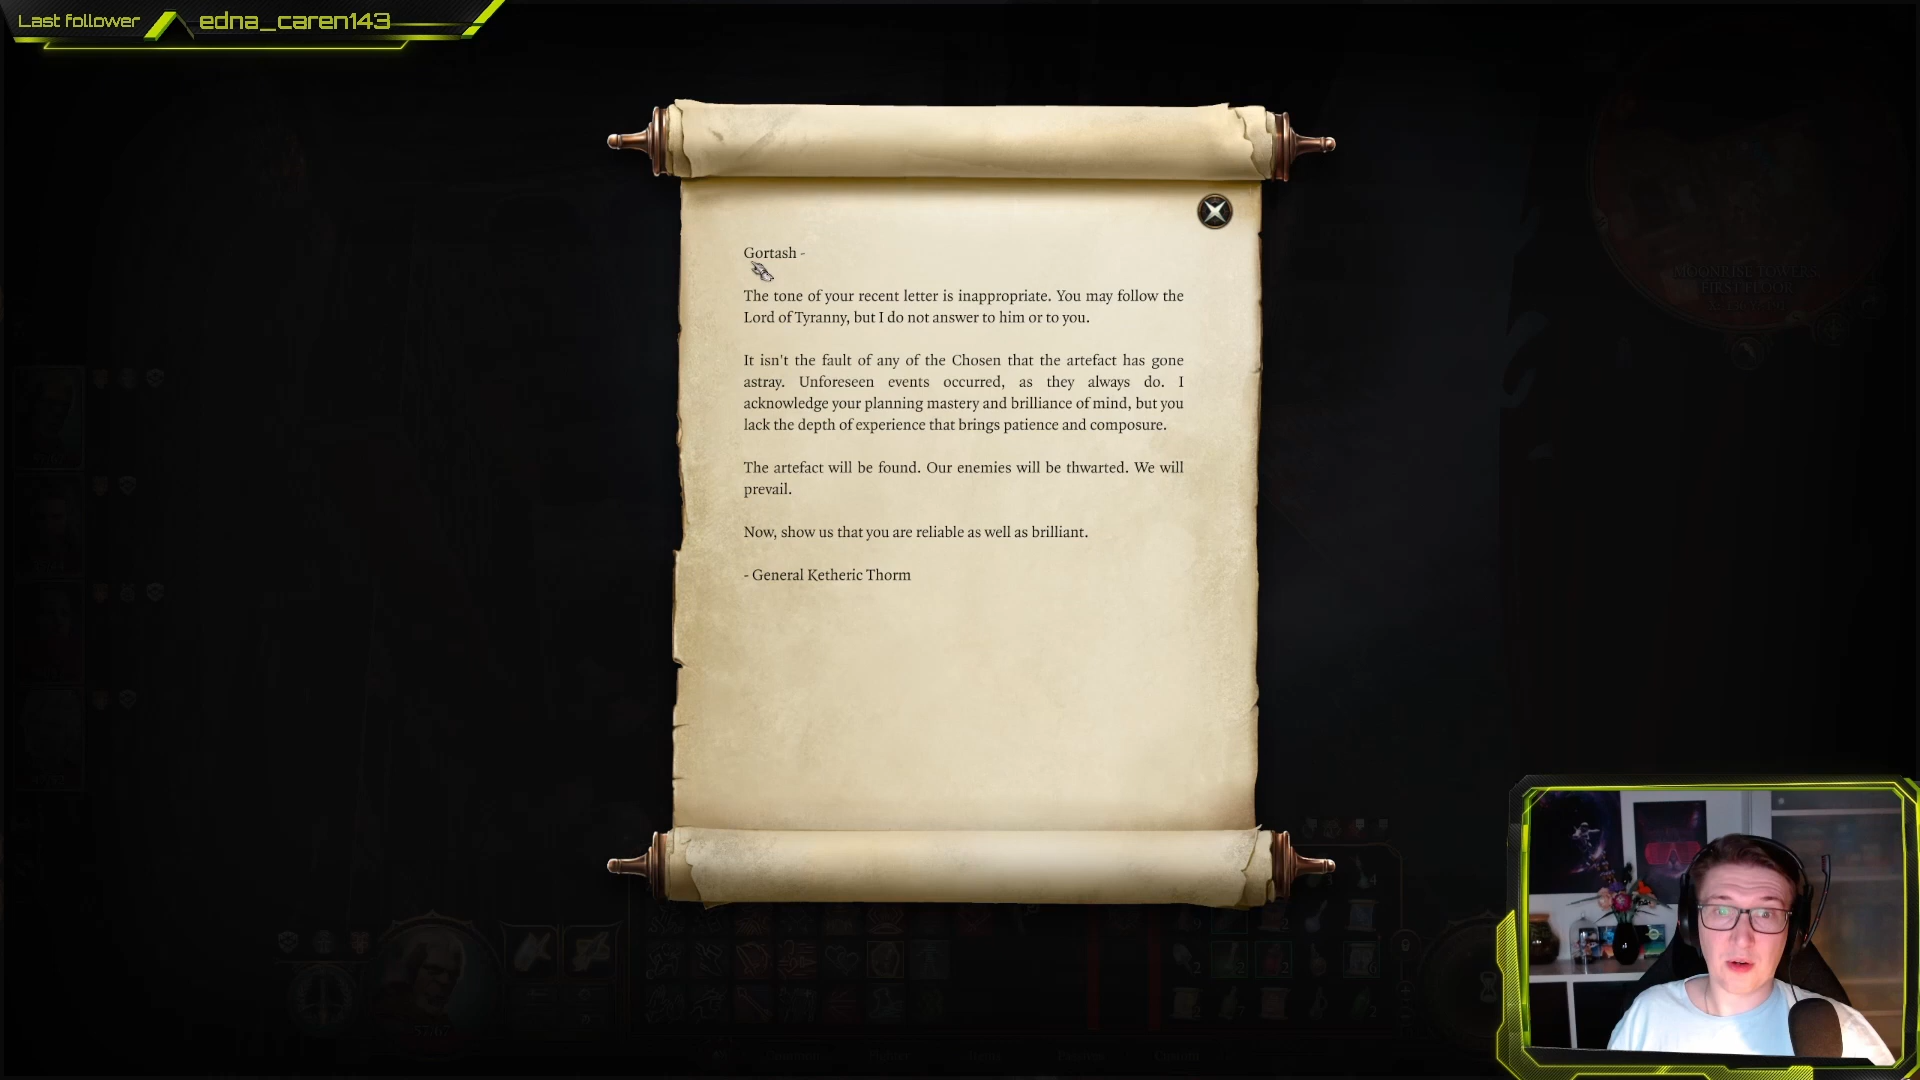 Last follower
edna_caren143
Gortash -
The tone of your recent letter is inappropriate. You may follow the
Lord of Tyranny, but I do not answer to him or to you.
It isn't the fault of any of the Chosen that the artefact has gone
astray. Unforeseen events occurred, as they always do. I
acknowledge your planning mastery and brilliance of mind, but you
lack the depth of experience that brings patience and composure.
The artefact will be found. Our enemies will be thwarted. We will
prevail.
Now, show us that you are reliable as well as brilliant.
- General Ketheric Thorm
MOONRISE TOWERS
FIRST FLOOR